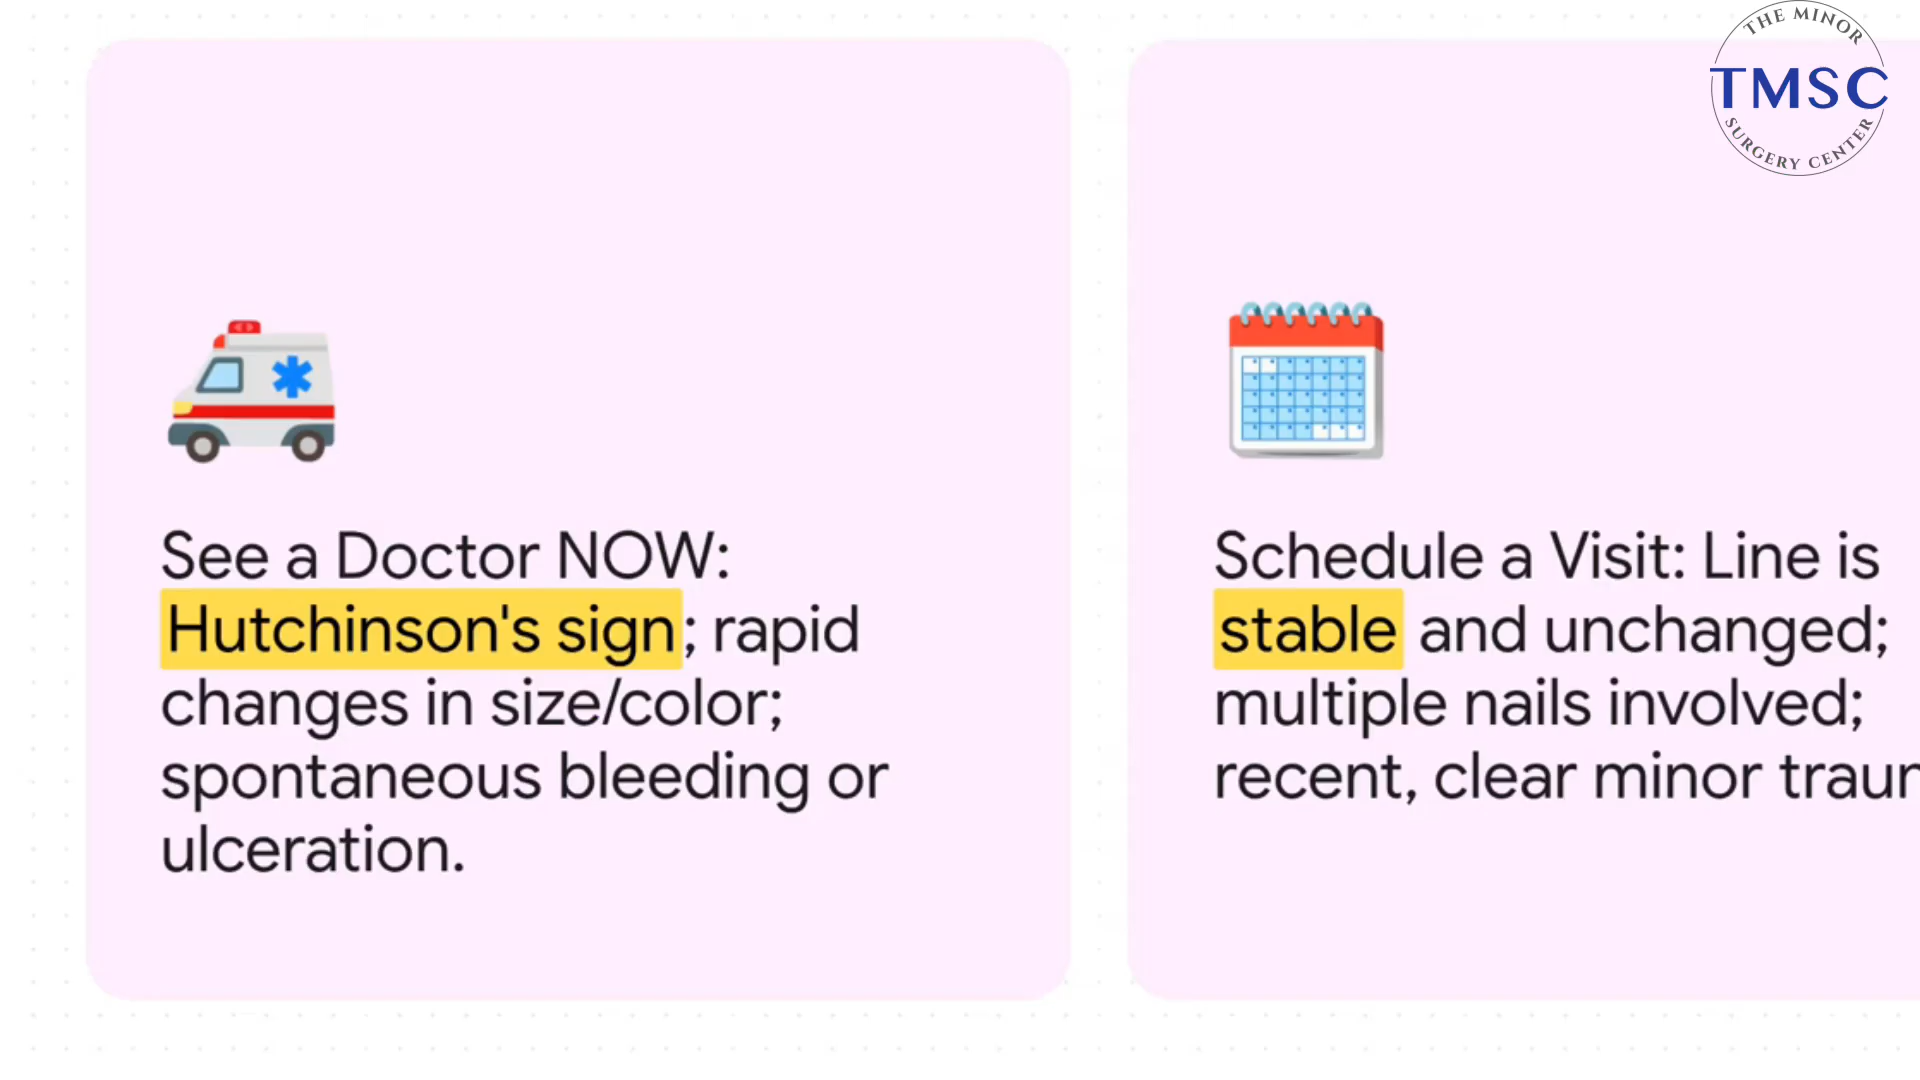 THE MINOR
TMSC
SURGERY CENTER
See a Doctor NOW:
Hutchinson's sign; rapid
changes in size/color;
spontaneous bleeding or
ulceration.
Schedule a Visit: Line is
stable and unchanged;
multiple nails involved;
recent, clear minor